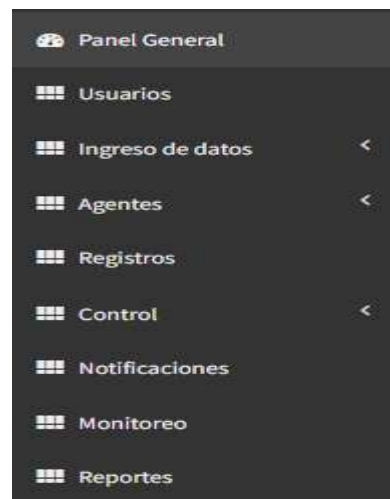 Panel General
Usuarios
Ingreso de datos
Agentes
Registros
Control
Notificaciones
Monitoreo
Reportes